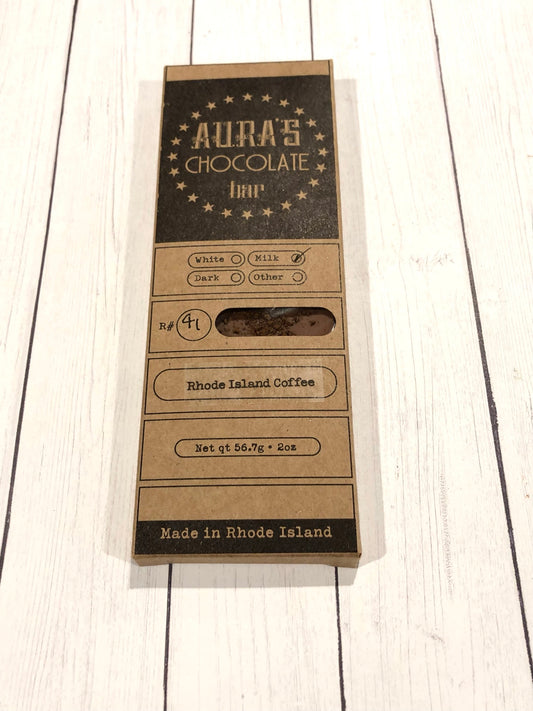 AURA'S
CHOCOLATE
bar
White Milk
Dark Other
R# 41
Rhode Island Coffee
Net qt 56.7g • 2oz
Made in Rhode Island